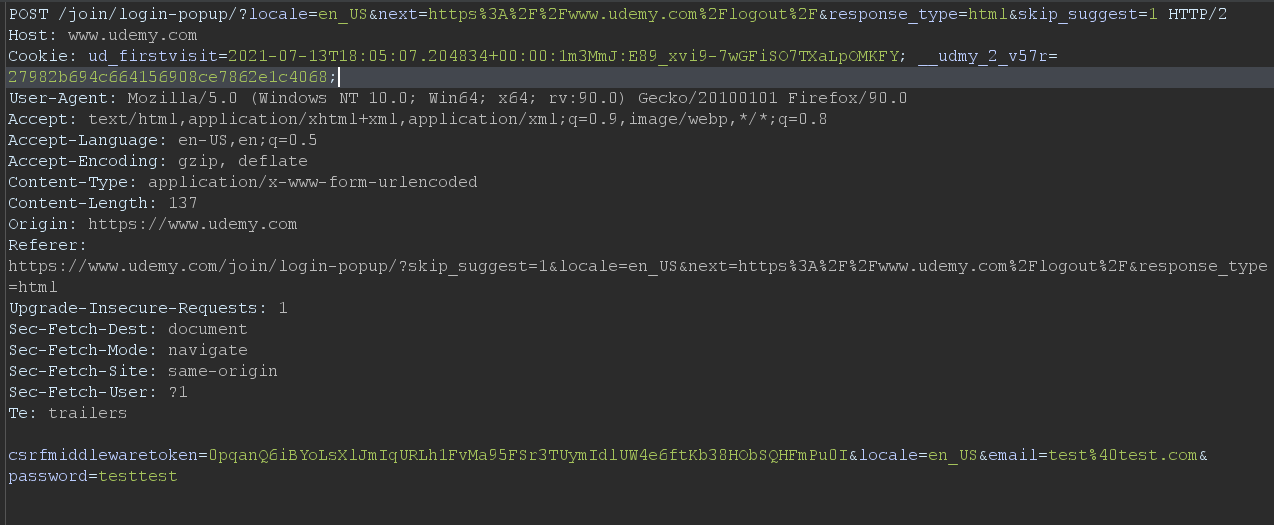 POST /join/login-popup/?locale=en_US&next=https%3A%2F%2Fwww.udemy.com%2Flogout%2F&response_type=html&skip_suggest=1 HTTP/2
Host: www.udemy.com
Cookie: ud_firstvisit=2021-07-13T18:05:07.204834+00:00:1m3MmJ:E89_xvi9-7wGFiSO7TXaLpOMKFY; __udmy_2_v57r=
27982b694c664156908ce7862e1c4068;
User-Agent: Mozilla/5.0 (Windows NT 10.0; Win64; x64; rv:90.0) Gecko/20100101 Firefox/90.0
Accept: text/html,application/xhtml+xml,application/xml;q=0.9,image/webp,*/*;q=0.8
Accept-Language: en-US,en;q=0.5
Accept-Encoding: gzip, deflate
Content-Type: application/x-www-form-urlencoded
Content-Length: 137
Origin: https://www.udemy.com
Referer:
https://www.udemy.com/join/login-popup/?skip_suggest=1&locale=en_US&next=https%3A%2F%2Fwww.udemy.com%2Flogout%2F&response_type
=html
Upgrade-Insecure-Requests: 1
Sec-Fetch-Dest: document
Sec-Fetch-Mode: navigate
Sec-Fetch-Site: same-origin
Sec-Fetch-User: ?1
Te: trailers
csrfmiddlewaretoken=0pqanQ6iBYoLsXlJmIqURLh1FvMa95FSr3TUymIdlUW4e6ftKb38HObSQHFmPu0I&locale=en_US&email=test%40test.com&
password=testtest